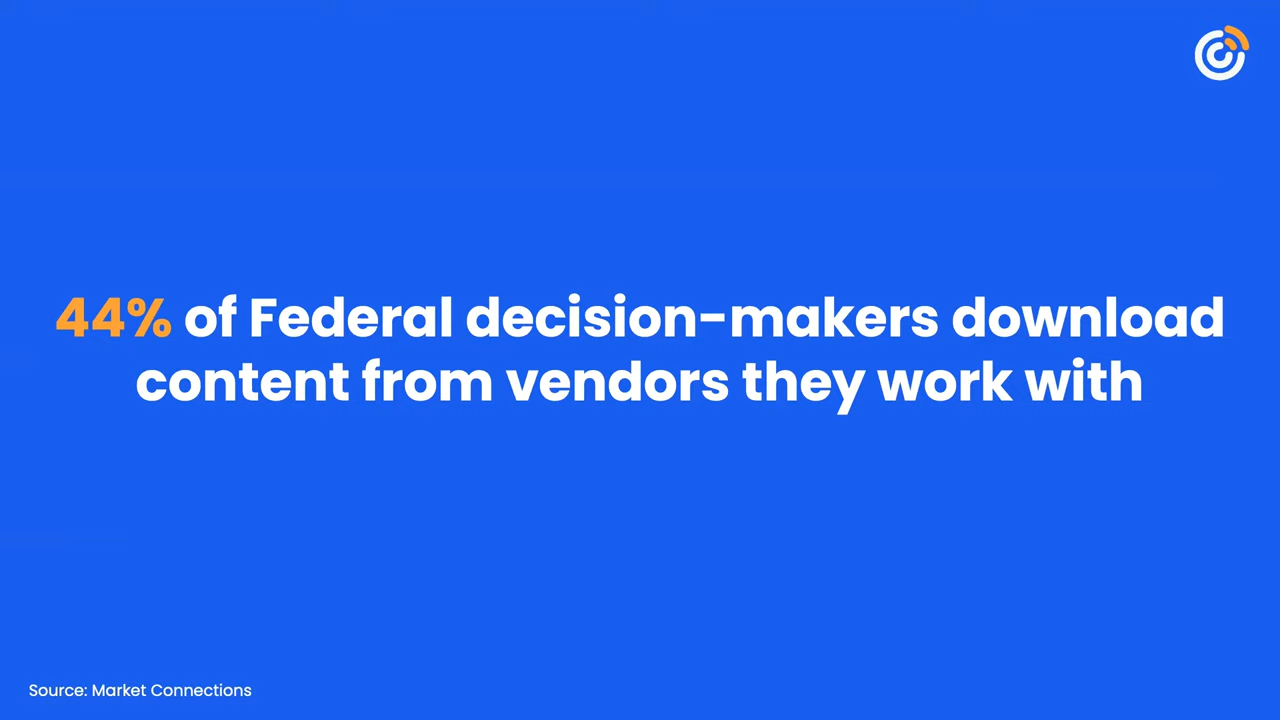 44% of Federal decision-makers download
content from vendors they work with
Source: Market Connections